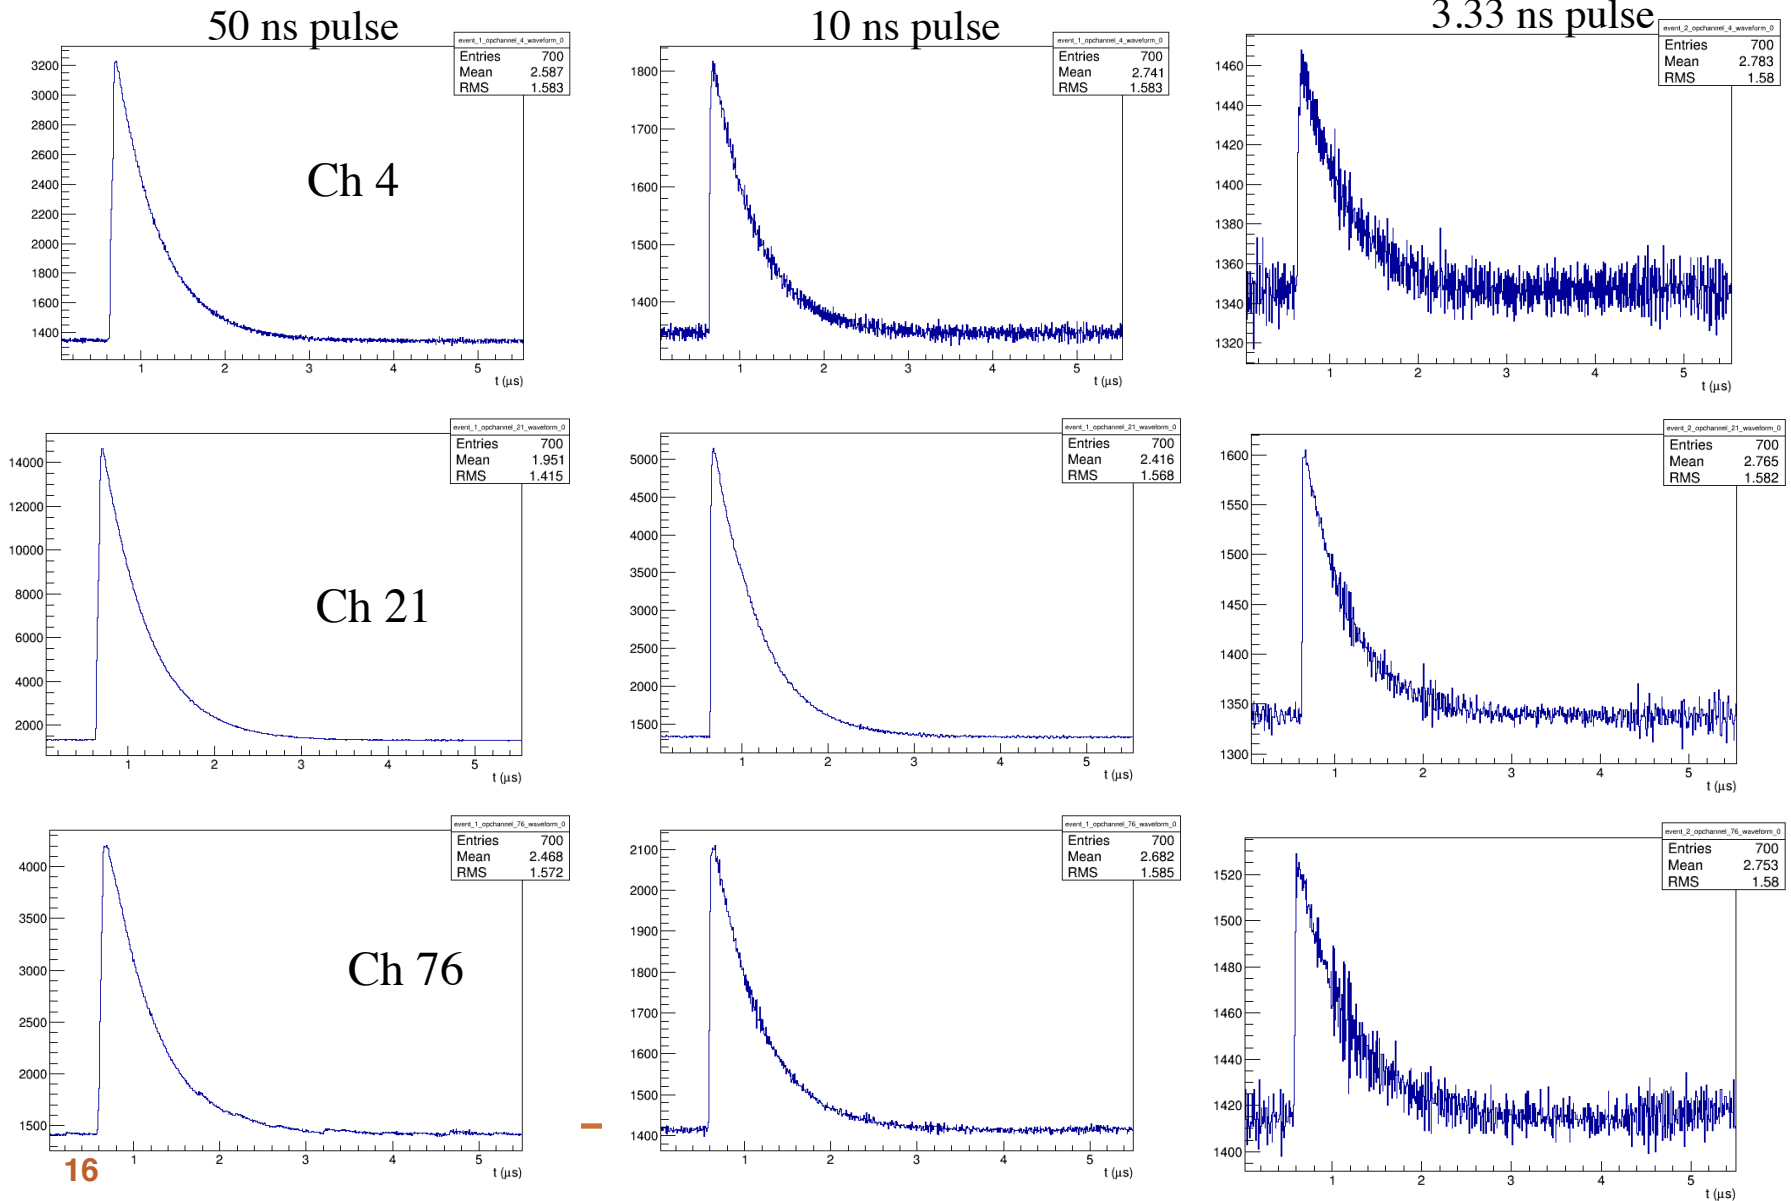 50 ns pulse
10 ns pulse
3.33 ns pulse
event_1_opchannel_4_waveform_0
Entries 700
Mean 2.587
RMS 1.583
3200
3000
2800
2600
2400
2200
2000
1800
1600
1400
1 2 3 4 5
t (μs)
Ch 4
event_1_opchannel_4_waveform_0
Entries 700
Mean 2.741
RMS 1.583
1800
1700
1600
1500
1400
1 2 3 4 5
t (μs)
event_2_opchannel_4_waveform_0
Entries 700
Mean 2.783
RMS 1.58
1460
1440
1420
1400
1380
1360
1340
1320
1 2 3 4 5
t (μs)
event_1_opchannel_21_waveform_0
Entries 700
Mean 1.951
RMS 1.415
14000
12000
10000
8000
6000
4000
2000
1 2 3 4 5
t (μs)
Ch 21
event_1_opchannel_21_waveform_0
Entries 700
Mean 2.416
RMS 1.568
5000
4500
4000
3500
3000
2500
2000
1500
1 2 3 4 5
t (μs)
event_2_opchannel_21_waveform_0
Entries 700
Mean 2.765
RMS 1.582
1600
1550
1500
1450
1400
1350
1300
1 2 3 4 5
t (μs)
event_1_opchannel_76_waveform_0
Entries 700
Mean 2.468
RMS 1.572
4000
3500
3000
2500
2000
1500
1 2 3 4 5
t (μs)
Ch 76
event_1_opchannel_76_waveform_0
Entries 700
Mean 2.682
RMS 1.585
2100
2000
1900
1800
1700
1600
1500
1400
1 2 3 4 5
t (μs)
event_2_opchannel_76_waveform_0
Entries 700
Mean 2.753
RMS 1.58
1520
1500
1480
1460
1440
1420
1400
1 2 3 4 5
t (μs)
16